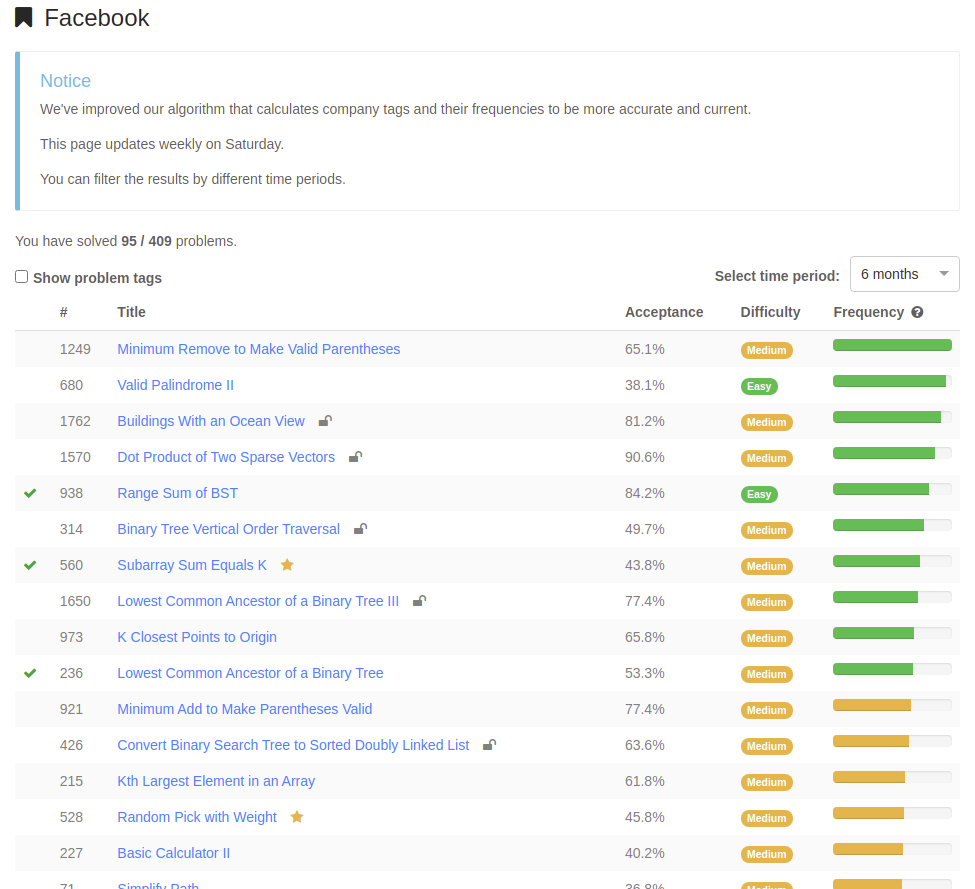 Facebook
Notice
We've improved our algorithm that calculates company tags and their frequencies to be more accurate and current.
This page updates weekly on Saturday.
You can filter the results by different time periods.
You have solved 95 / 409 problems.
Show problem tags Select time period: 6 months
# Title Acceptance Difficulty Frequency ?
1249 Minimum Remove to Make Valid Parentheses 65.1% Medium
680 Valid Palindrome II 38.1% Easy
1762 Buildings With an Ocean View 81.2% Medium
1570 Dot Product of Two Sparse Vectors 90.6% Medium
938 Range Sum of BST 84.2% Easy
314 Binary Tree Vertical Order Traversal 49.7% Medium
560 Subarray Sum Equals K 43.8% Medium
1650 Lowest Common Ancestor of a Binary Tree III 77.4% Medium
973 K Closest Points to Origin 65.8% Medium
236 Lowest Common Ancestor of a Binary Tree 53.3% Medium
921 Minimum Add to Make Parentheses Valid 77.4% Medium
426 Convert Binary Search Tree to Sorted Doubly Linked List 63.6% Medium
215 Kth Largest Element in an Array 61.8% Medium
528 Random Pick with Weight 45.8% Medium
227 Basic Calculator II 40.2% Medium
71 Simplify Path 36.8% Medium